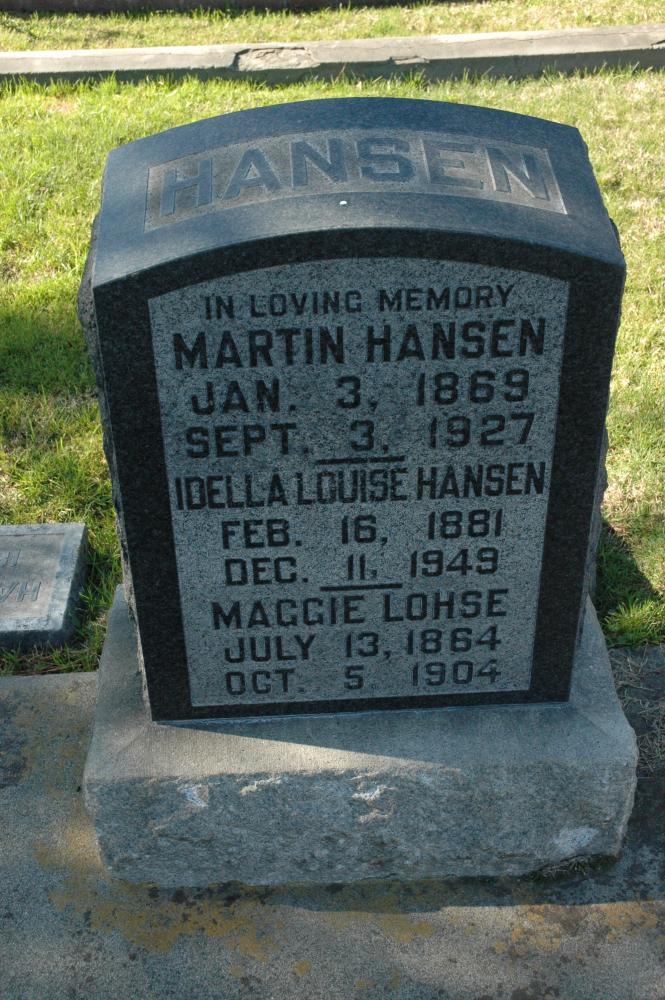 HANSEN
IN LOVING MEMORY
MARTIN HANSEN
JAN. 3, 1869
SEPT. 3, 1927
IDELLA LOUISE HANSEN
FEB. 16, 1881
DEC. 11, 1949
MAGGIE LOHSE
JULY 13, 1864
OCT. 5 1904